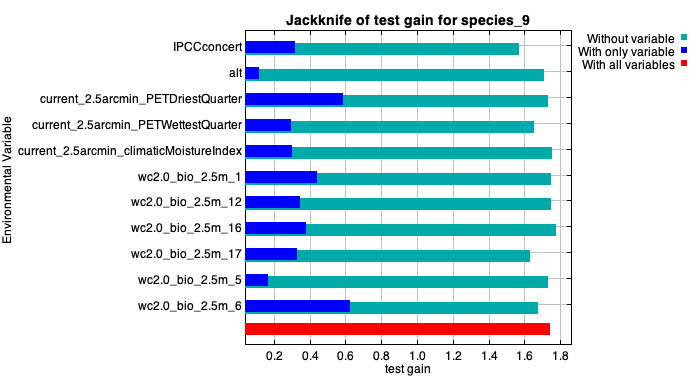 Jackknife of test gain for species_9
Without variable
With only variable
With all variables
Environmental Variable
IPCCconcert
alt
current_2.5arcmin_PETDriestQuarter
current_2.5arcmin_PETWettestQuarter
current_2.5arcmin_climaticMoistureIndex
wc2.0_bio_2.5m_1
wc2.0_bio_2.5m_12
wc2.0_bio_2.5m_16
wc2.0_bio_2.5m_17
wc2.0_bio_2.5m_5
wc2.0_bio_2.5m_6
0.2 0.4 0.6 0.8 1.0 1.2 1.4 1.6 1.8
test gain